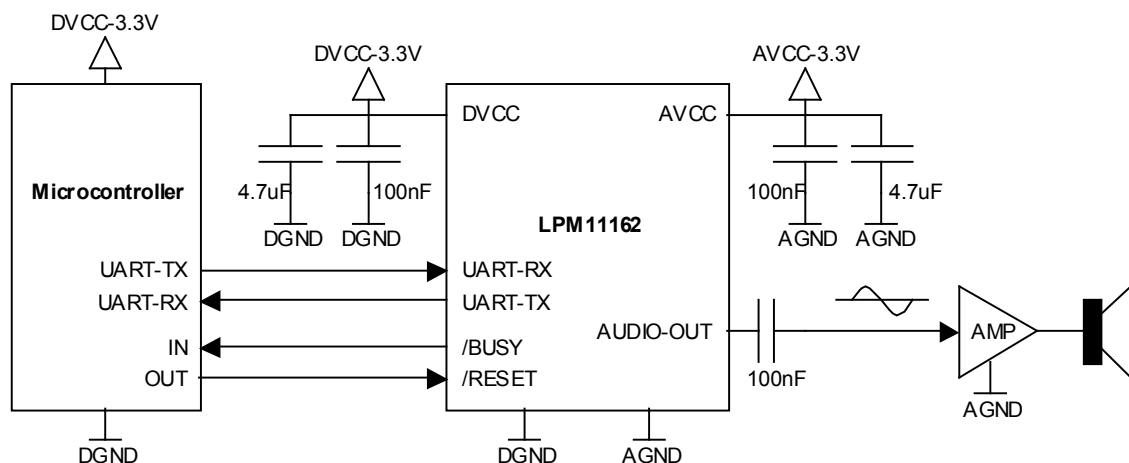 DVCC-3.3V
DVCC-3.3V
AVCC-3.3V
DVCC
AVCC
Microcontroller
4.7uF
100nF
100nF
4.7uF
DGND
DGND
LPM11162
AGND
AGND
UART-TX
UART-RX
UART-RX
UART-TX
AUDIO-OUT
AMP
IN
/BUSY
100nF
OUT
/RESET
AGND
DGND
DGND
AGND